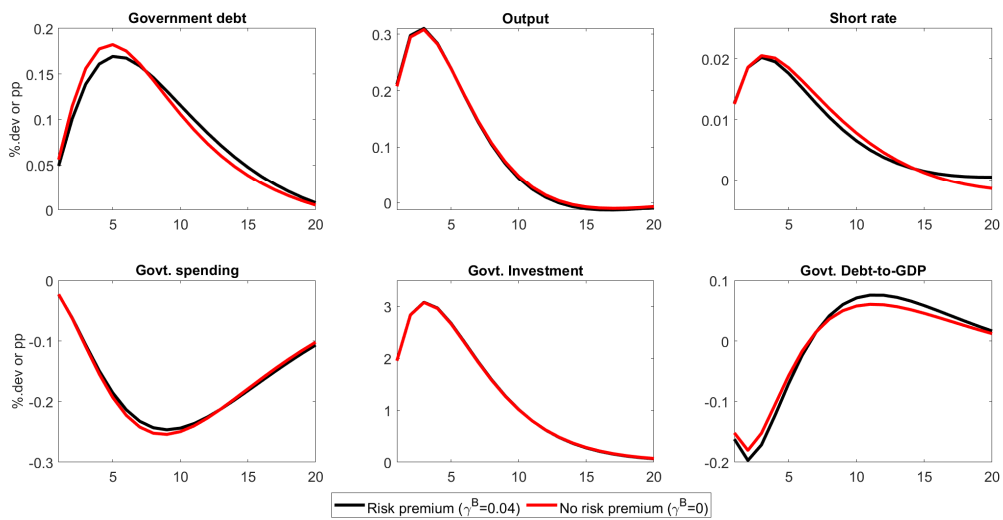 Government debt
Output
Short rate
%.dev or pp
0.2
0.15
0.1
0.05
0
5 10 15 20
0.3
0.2
0.1
0
5 10 15 20
0.02
0.01
0
5 10 15 20
Govt. spending
Govt. Investment
Govt. Debt-to-GDP
%.dev or pp
0
-0.1
-0.2
-0.3
5 10 15 20
3
2
1
0
5 10 15 20
0.1
0
-0.1
-0.2
5 10 15 20
Risk premium (γ^B=0.04) No risk premium (γ^B=0)